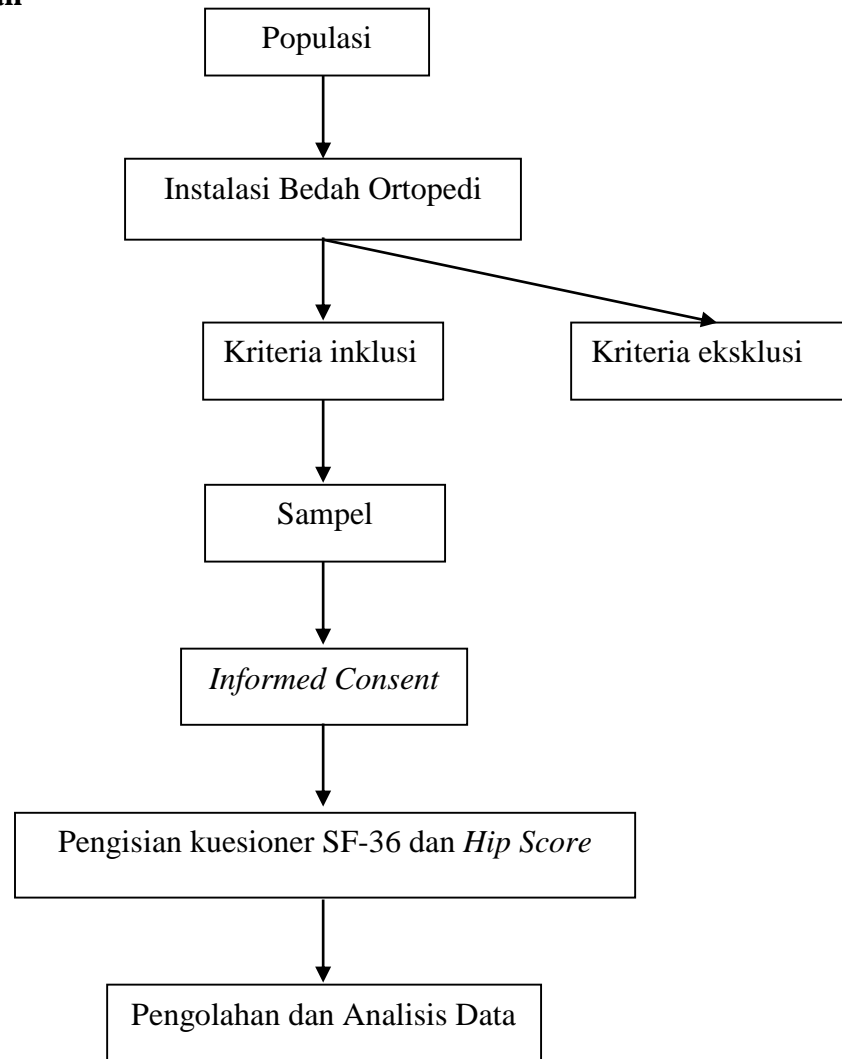 Populasi
Instalasi Bedah Ortopedi
Kriteria inklusi
Kriteria eksklusi
Sampel
Informed Consent
Pengisian kuesioner SF-36 dan Hip Score
Pengolahan dan Analisis Data